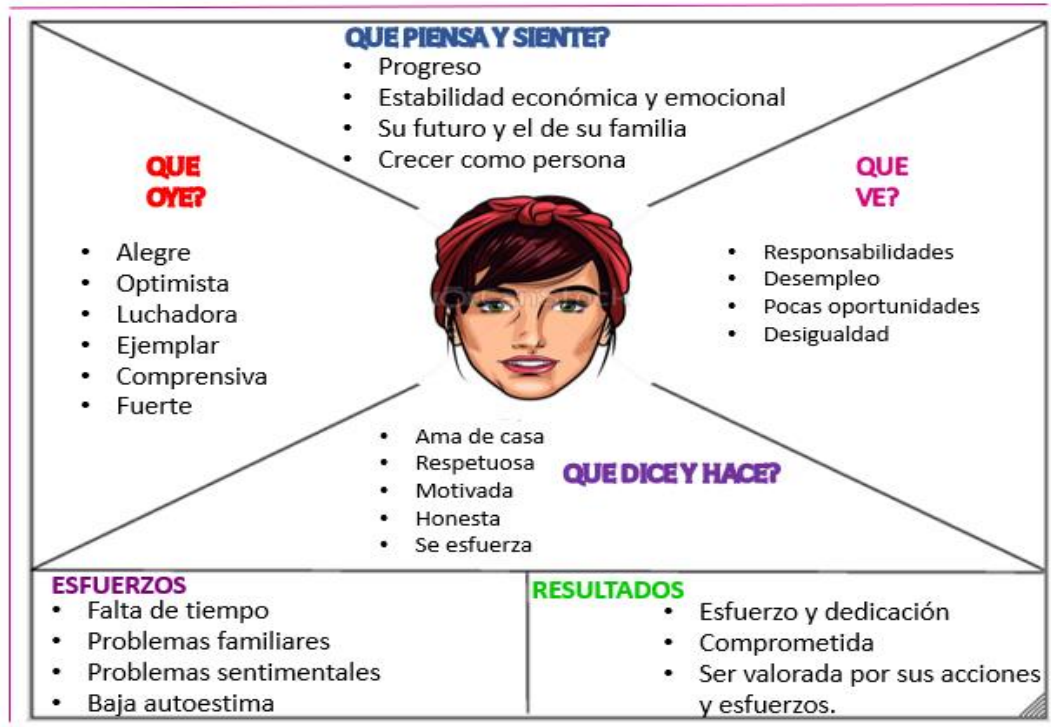 QUE PIENSA Y SIENTE?
• Progreso
• Estabilidad económica y emocional
• Su futuro y el de su familia
• Crecer como persona
QUE
OYE?
• Alegre
• Optimista
• Luchadora
• Ejemplar
• Comprensiva
• Fuerte
QUE
VE?
• Responsabilidades
• Desempleo
• Pocas oportunidades
• Desigualdad
• Ama de casa
• Respetuosa
• Motivada
• Honesta
• Se esfuerza
QUE DICE Y HACE?
ESFUERZOS
• Falta de tiempo
• Problemas familiares
• Problemas sentimentales
• Baja autoestima
RESULTADOS
• Esfuerzo y dedicación
• Comprometida
• Ser valorada por sus acciones
y esfuerzos.